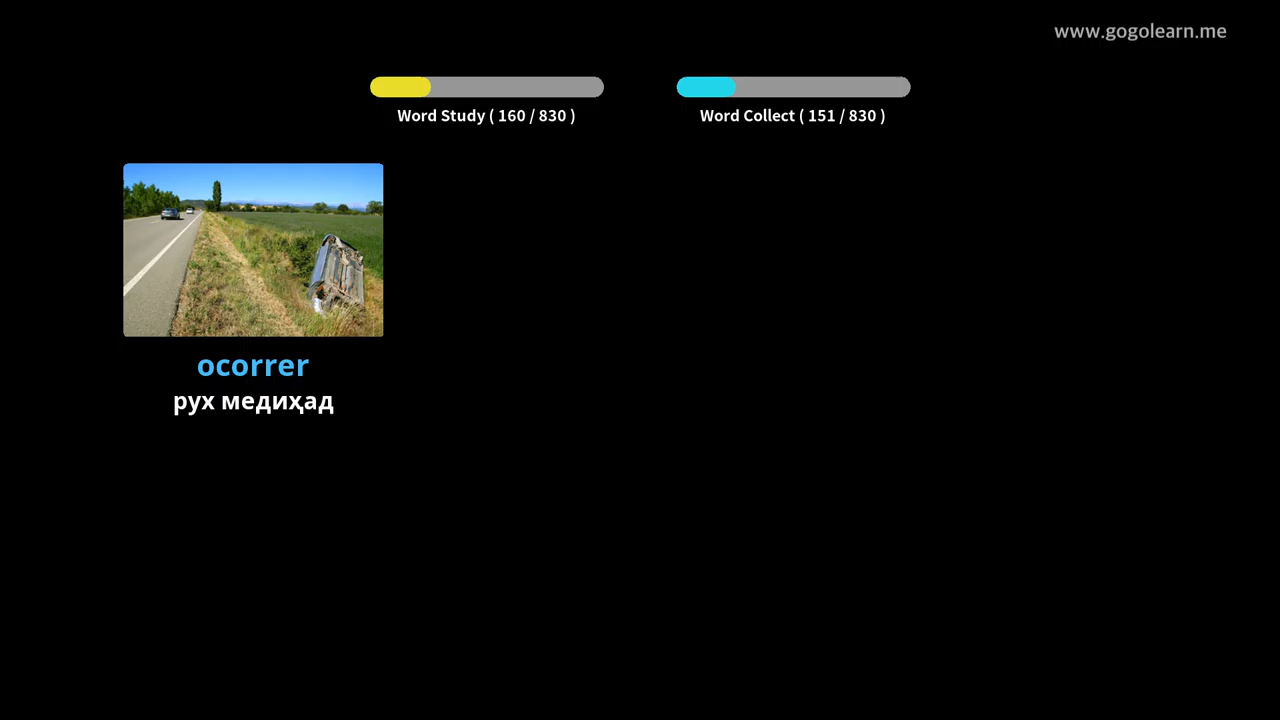 www.gogolearn.me
Word Study ( 160 / 830 )
Word Collect ( 151 / 830 )
ocorrer
рух медиҳад